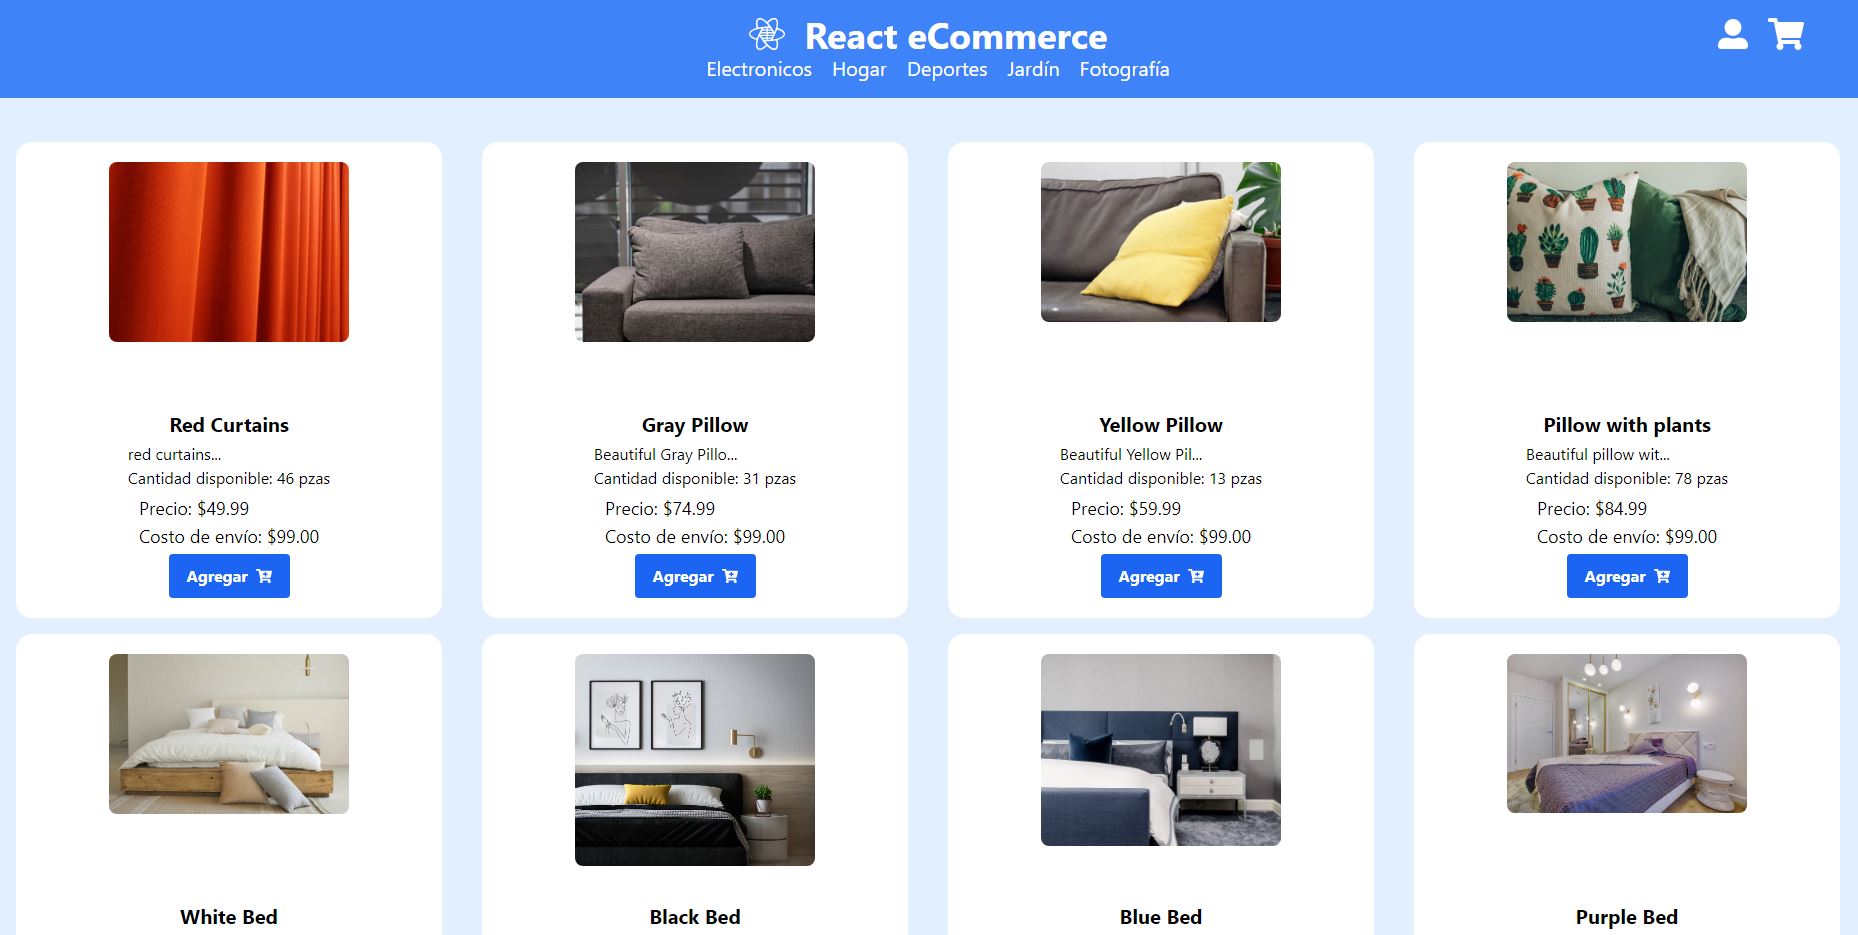 React eCommerce
Electronicos Hogar Deportes Jardín Fotografía
Red Curtains
red curtains...
Cantidad disponible: 46 pzas
Precio: $49.99
Costo de envío: $99.00
Agregar
Gray Pillow
Beautiful Gray Pillo...
Cantidad disponible: 31 pzas
Precio: $74.99
Costo de envío: $99.00
Agregar
Yellow Pillow
Beautiful Yellow Pil...
Cantidad disponible: 13 pzas
Precio: $59.99
Costo de envío: $99.00
Agregar
Pillow with plants
Beautiful pillow wit...
Cantidad disponible: 78 pzas
Precio: $84.99
Costo de envío: $99.00
Agregar
White Bed
Black Bed
Blue Bed
Purple Bed